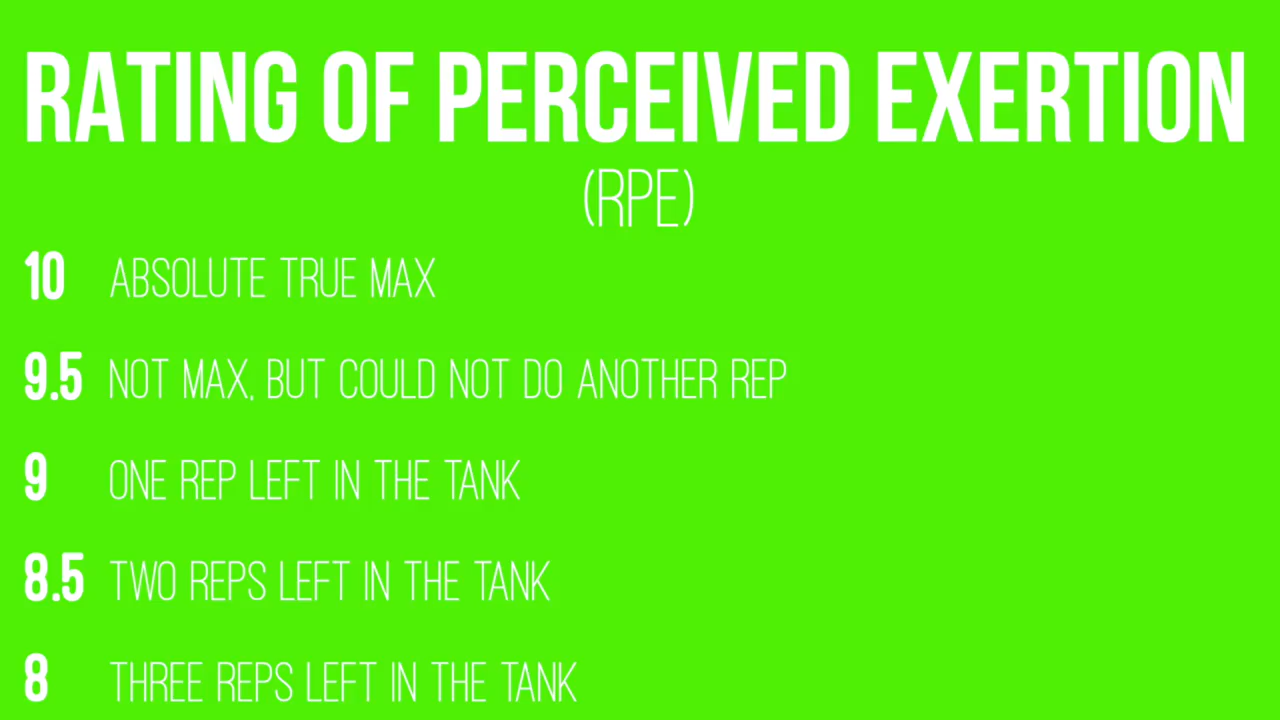 RATING OF PERCEIVED EXERTION
(RPE)
10 ABSOLUTE TRUE MAX
9.5 NOT MAX, BUT COULD NOT DO ANOTHER REP
9 ONE REP LEFT IN THE TANK
8.5 TWO REPS LEFT IN THE TANK
8 THREE REPS LEFT IN THE TANK